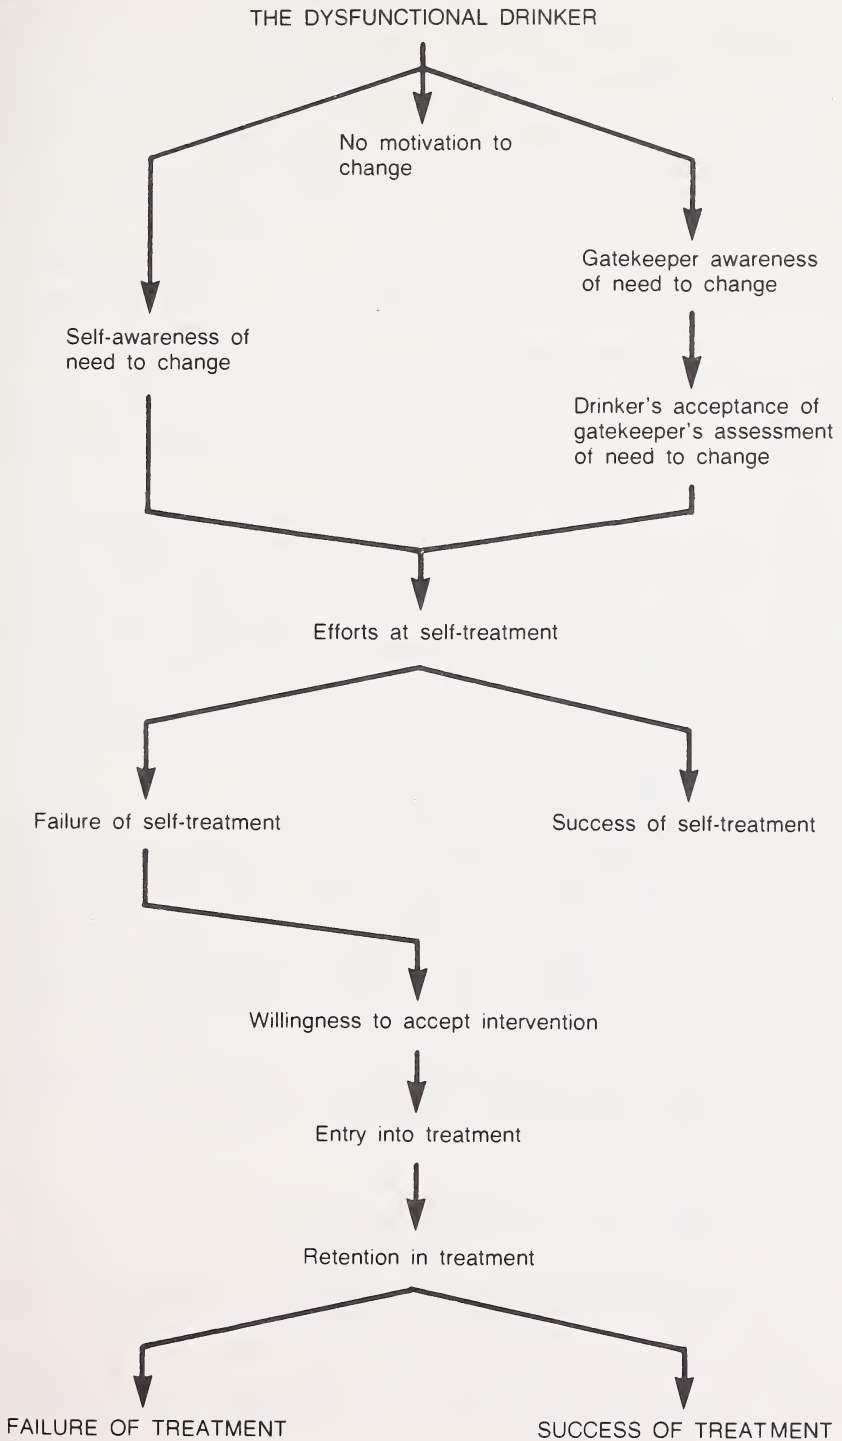 THE DYSFUNCTIONAL DRINKER
No motivation to
change
Gatekeeper awareness
of need to change
Self-awareness of
need to change
Drinker's acceptance of
gatekeeper's assessment
of need to change
Efforts at self-treatment
Failure of self-treatment
Success of self-treatment
Willingness to accept intervention
Entry into treatment
Retention in treatment
FAILURE OF TREATMENT
SUCCESS OF TREATMENT